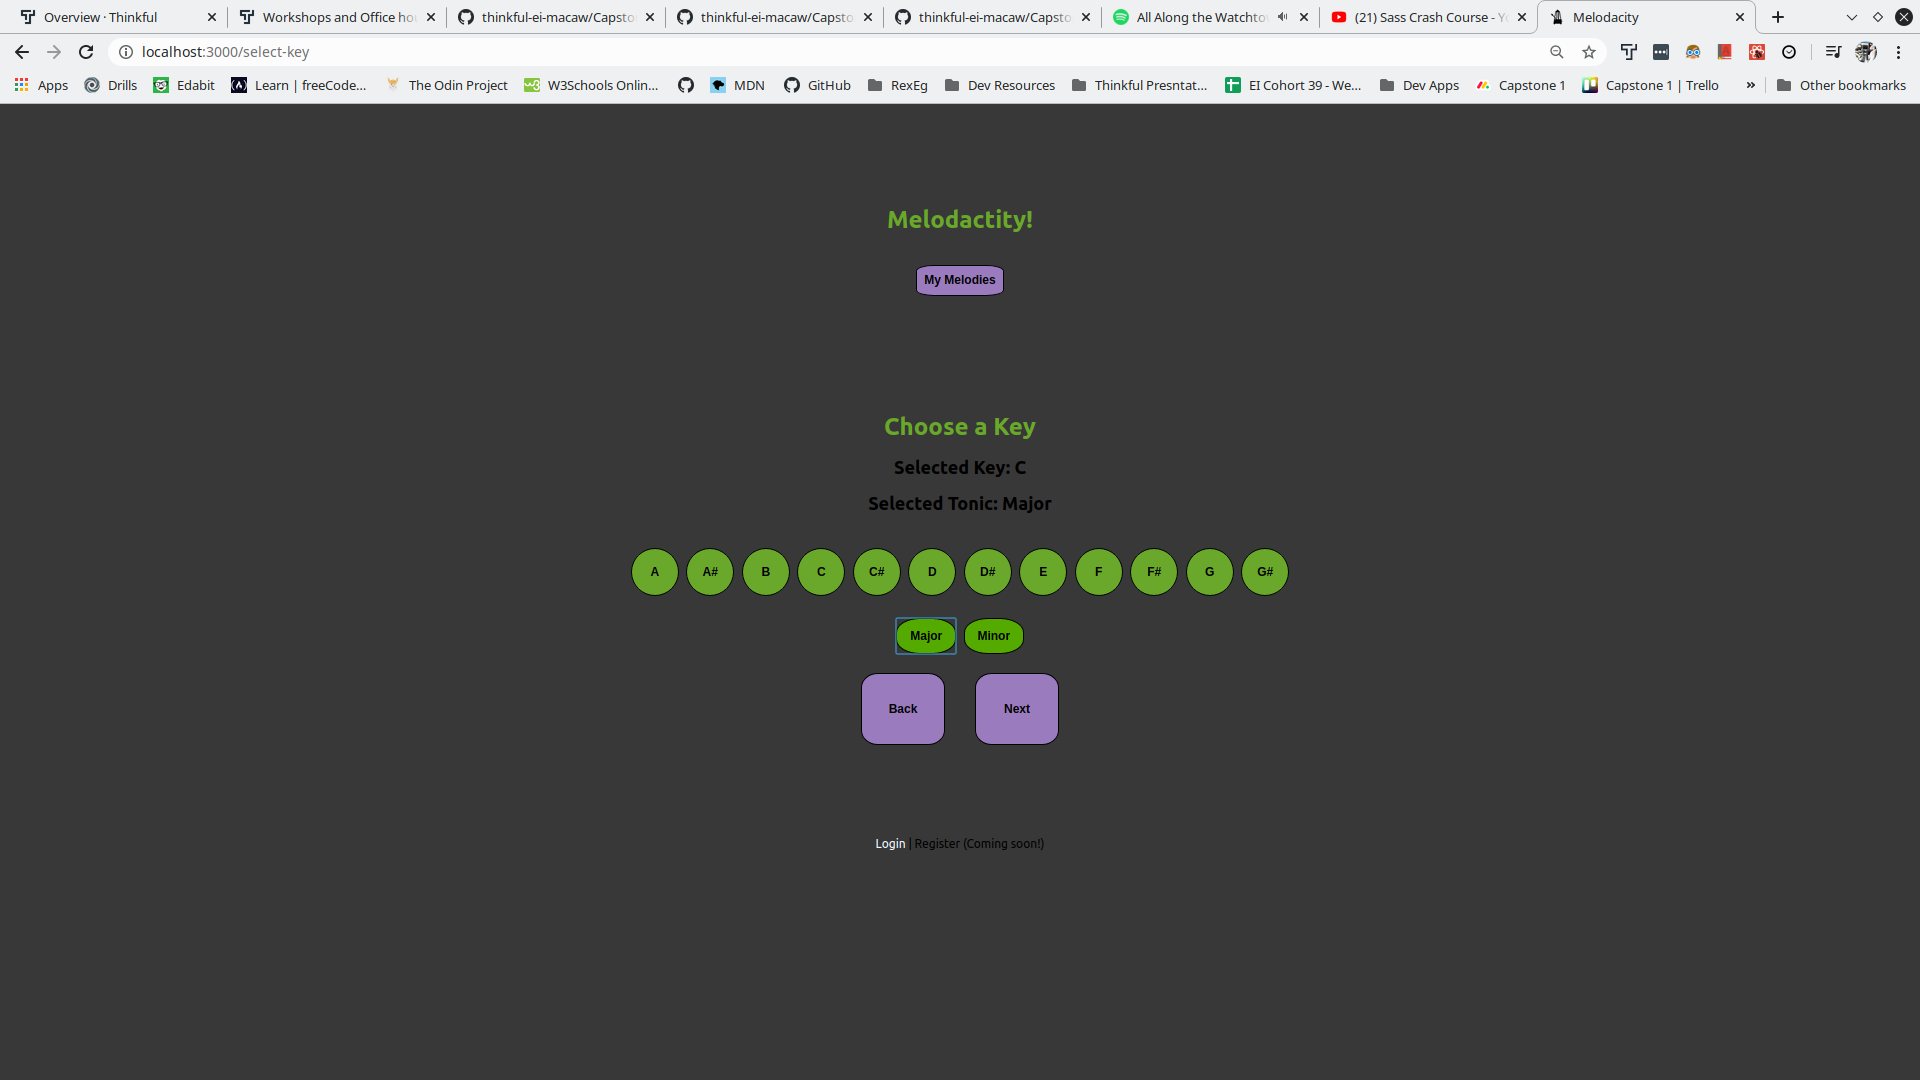 Overview · Thinkful
Workshops and Office ho
thinkful-ei-macaw/Capsto
thinkful-ei-macaw/Capsto
thinkful-ei-macaw/Capsto
All Along the Watchto
(21) Sass Crash Course - Y
Melodacity
localhost:3000/select-key
Apps
Drills
Edabit
Learn | freeCode...
The Odin Project
W3Schools Onlin...
MDN
GitHub
RexEg
Dev Resources
Thinkful Presntat...
EI Cohort 39 - We...
Dev Apps
Capstone 1
Capstone 1 | Trello
»
Other bookmarks
Melodactity!
My Melodies
Choose a Key
Selected Key: C
Selected Tonic: Major
A A# B C C# D D# E F F# G G#
Major Minor
Back Next
Login | Register (Coming soon!)